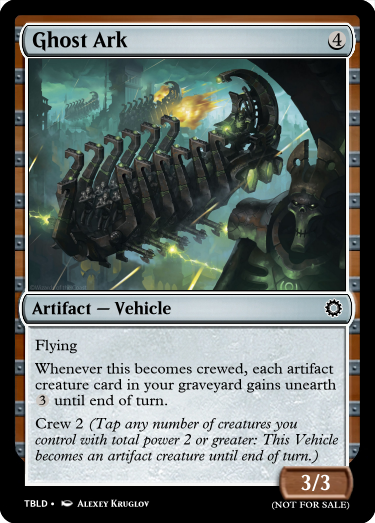 Ghost Ark 4
Artifact — Vehicle
Flying
Whenever this becomes crewed, each artifact
creature card in your graveyard gains unearth
3 until end of turn.
Crew 2 (Tap any number of creatures you
control with total power 2 or greater: This Vehicle
becomes an artifact creature until end of turn.)
3/3
TBLD • Alexey Kruglov
(NOT FOR SALE)